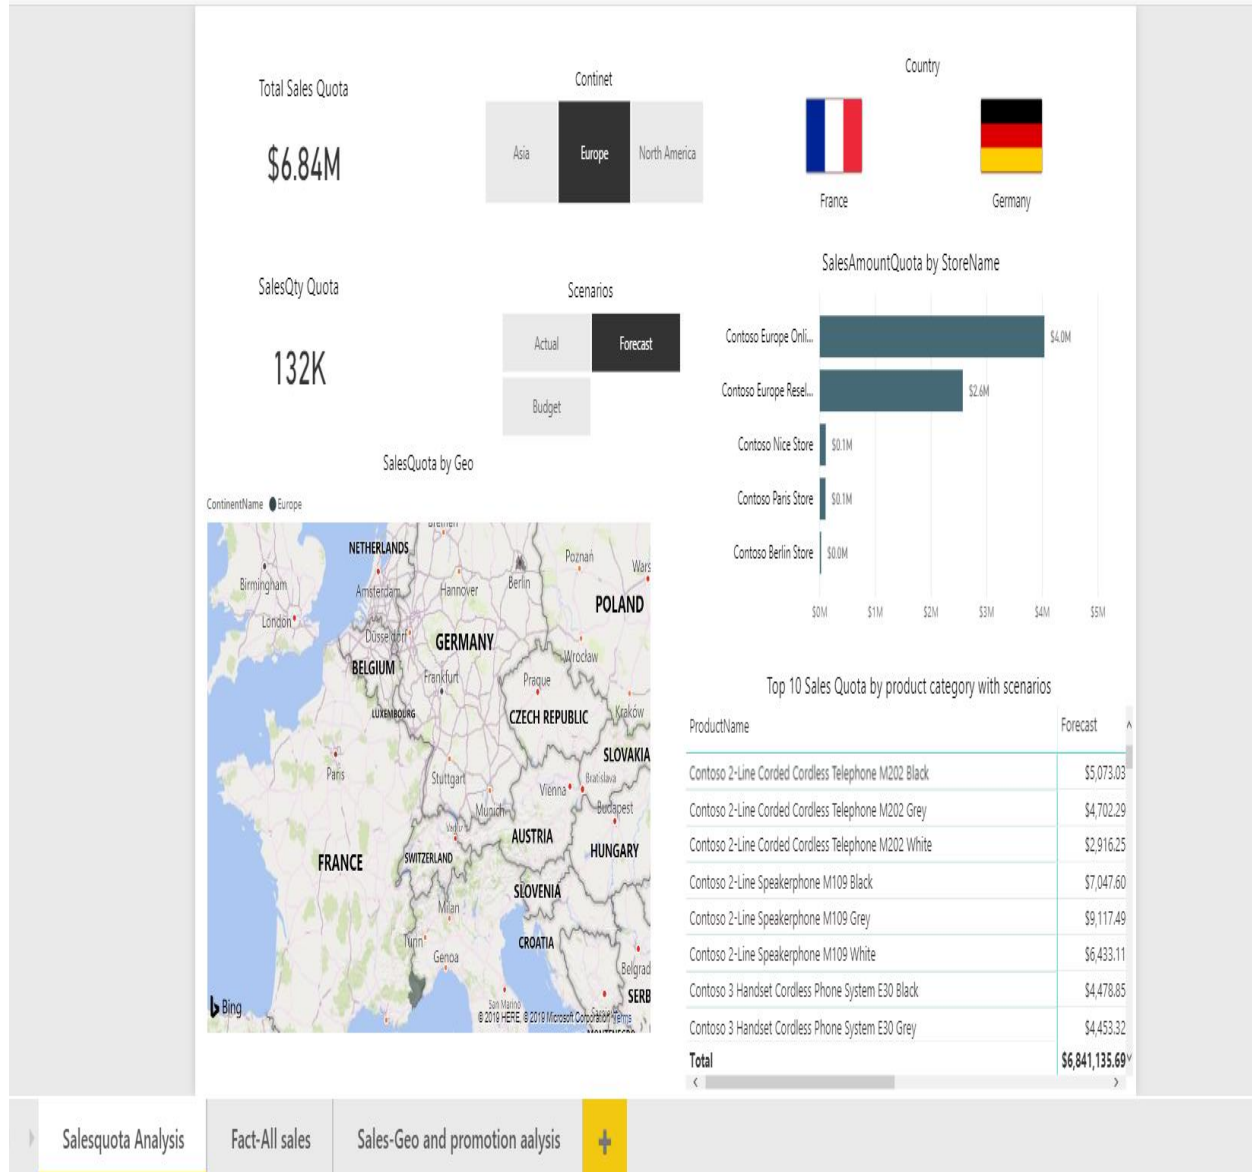 Total Sales Quota
$6.84M
Continet
Asia
Europe
North America
Country
France
Germany
SalesQty Quota
132K
Scenarios
Actual
Forecast
Budget
SalesAmountQuota by StoreName
Contoso Europe Onli...
$4.0M
Contoso Europe Resel...
$2.6M
Contoso Nice Store
$0.1M
Contoso Paris Store
$0.1M
Contoso Berlin Store
$0.0M
$0M $1M $2M $3M $4M $5M
SalesQuota by Geo
ContinentName Europe
NETHERLANDS
Poznań
Birmingham
Amsterdam
Hannover
Berlin
POLAND
London
Düsseldorf
GERMANY
Wrocław
BELGIUM
Frankfurt
Prague
LUXEMBOURG
CZECH REPUBLIC
Kraków
SLOVAKIA
Paris
Stuttgart
Vienna
Bratislava
Munich
Budapest
Vaduz
AUSTRIA
HUNGARY
FRANCE
SWITZERLAND
SLOVENIA
Milan
Turin
CROATIA
Genoa
Belgrad
SERB
San Marino
Bing
© 2019 HERE, © 2019 Microsoft Corporation Terms
Top 10 Sales Quota by product category with scenarios
ProductName Forecast
Contoso 2-Line Corded Cordless Telephone M202 Black $5,073.03
Contoso 2-Line Corded Cordless Telephone M202 Grey $4,702.29
Contoso 2-Line Corded Cordless Telephone M202 White $2,916.25
Contoso 2-Line Speakerphone M109 Black $7,047.60
Contoso 2-Line Speakerphone M109 Grey $9,117.49
Contoso 2-Line Speakerphone M109 White $6,433.11
Contoso 3 Handset Cordless Phone System E30 Black $4,478.85
Contoso 3 Handset Cordless Phone System E30 Grey $4,453.32
Total $6,841,135.69
Salesquota Analysis
Fact-All sales
Sales-Geo and promotion aalysis
+